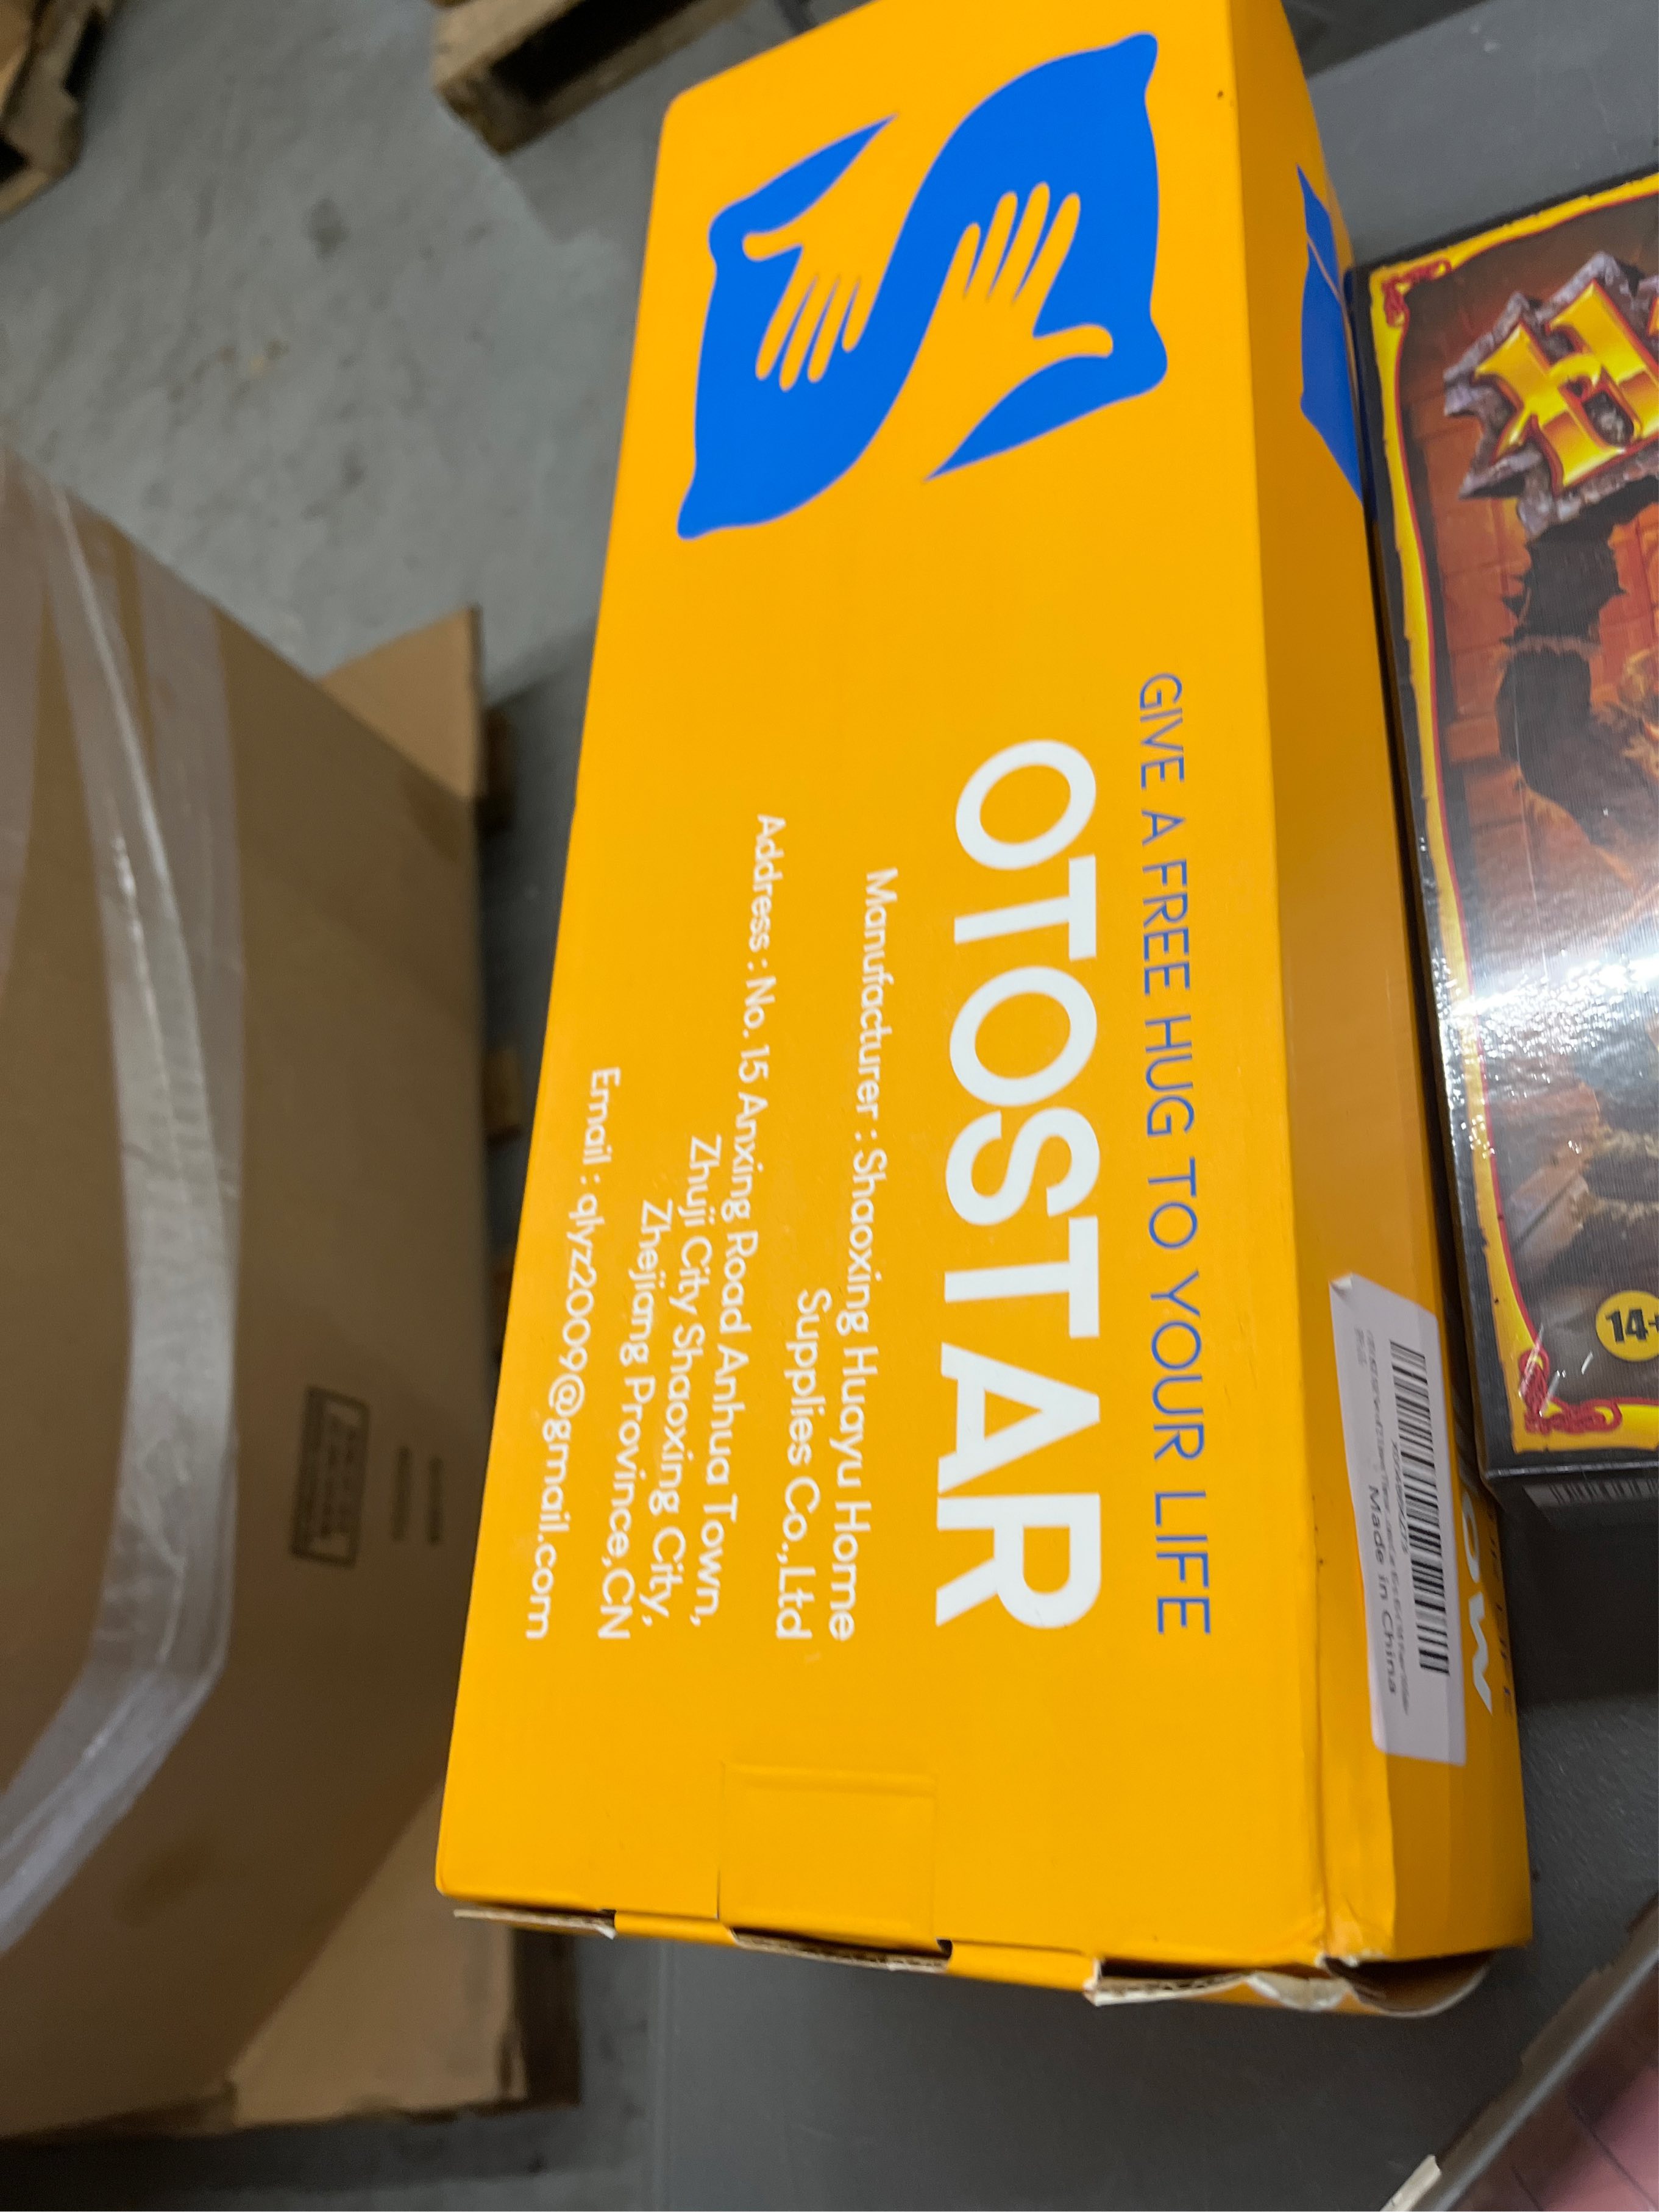 GIVE A FREE HUG TO YOUR LIFE
OTOSTAR
Manufacturer : Shaoxing Huayu Home
Supplies Co.,Ltd
Address : No. 15 Anxing Road Anhua Town,
Zhuji City Shaoxing City,
Zhejiang Province,CN
Email : qlyz2009@gmail.com
Made in China
14+